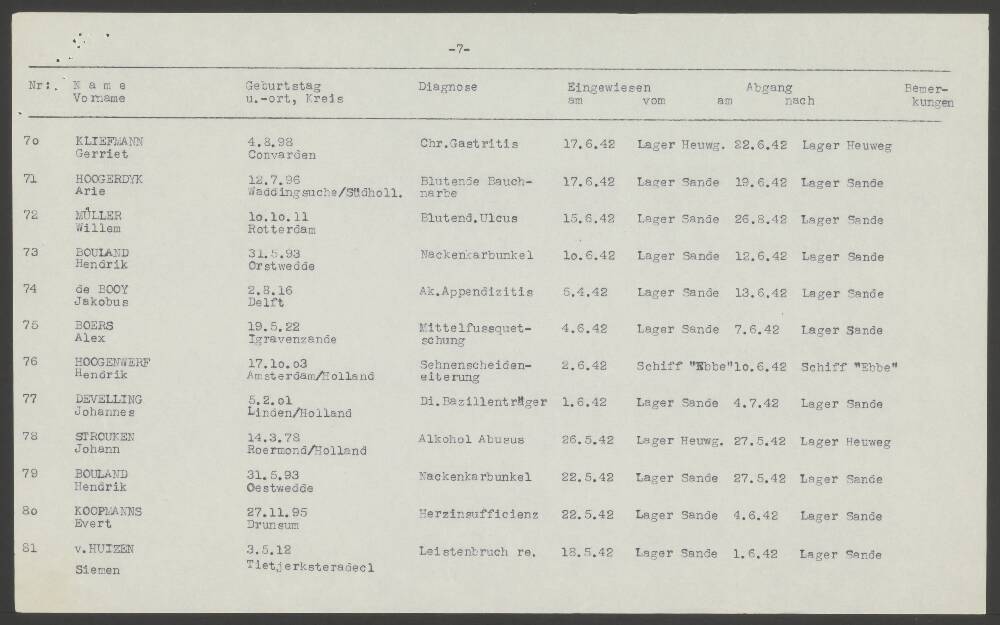 -7-
Nr: N a m e Geburtstag Diagnose Eingewiesen Abgang Bemer-
Vorname u.-ort, Kreis am vom am nach kungen
7o KLIEFMANN 4.8.98 Chr.Gastritis 17.6.42 Lager Heuwg. 22.6.42 Lager Heuweg
Gerriet Convarden
71 HOOGERDYK 12.7.96 Blutende Bauch- 17.6.42 Lager Sande 19.6.42 Lager Sande
Arie Waddingsuche/Südholl. narbe
72 MÜLLER 1o.1o.11 Blutend.Ulcus 15.6.42 Lager Sande 26.8.42 Lager Sande
Willem Rotterdam
73 BOULAND 31.5.93 Nackenkarbunkel 1o.6.42 Lager Sande 12.6.42 Lager Sande
Hendrik Orstwedde
74 de BOOY 2.8.16 Ak.Appendizitis 5.4.42 Lager Sande 13.6.42 Lager Sande
Jakobus Delft
75 BOERS 19.5.22 Mittelfussquet- 4.6.42 Lager Sande 7.6.42 Lager Sande
Alex Igravenzande schung
76 HOOGENWERF 17.1o.o3 Sehnenscheiden- 2.6.42 Schiff "Ebbe"1o.6.42 Schiff "Ebbe"
Hendrik Amsterdam/Holland eiterung
77 DEVELLING 5.2.o1 Di.Bazillenträger 1.6.42 Lager Sande 4.7.42 Lager Sande
Johannes Linden/Holland
78 STROUKEN 14.3.78 Alkohol Abusus 26.5.42 Lager Heuwg. 27.5.42 Lager Heuweg
Johann Roermond/Holland
79 BOULAND 31.5.93 Nackenkarbunkel 22.5.42 Lager Sande 27.5.42 Lager Sande
Hendrik Oestwedde
8o KOOPMANNS 27.11.95 Herzinsufficienz 22.5.42 Lager Sande 4.6.42 Lager Sande
Evert Drunsum
81 v.HUIZEN 3.5.12 Leistenbruch re. 18.5.42 Lager Sande 1.6.42 Lager Sande
Siemen Tietjerksteradecl